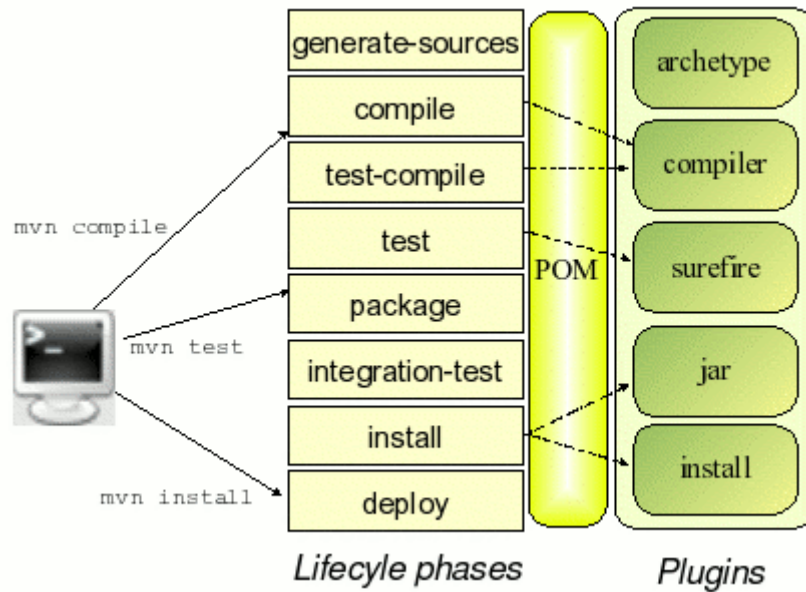 generate-sources
compile
test-compile
test
package
integration-test
install
deploy
mvn compile
mvn test
mvn install
>_
POM
archetype
compiler
surefire
jar
install
Lifecyle phases
Plugins